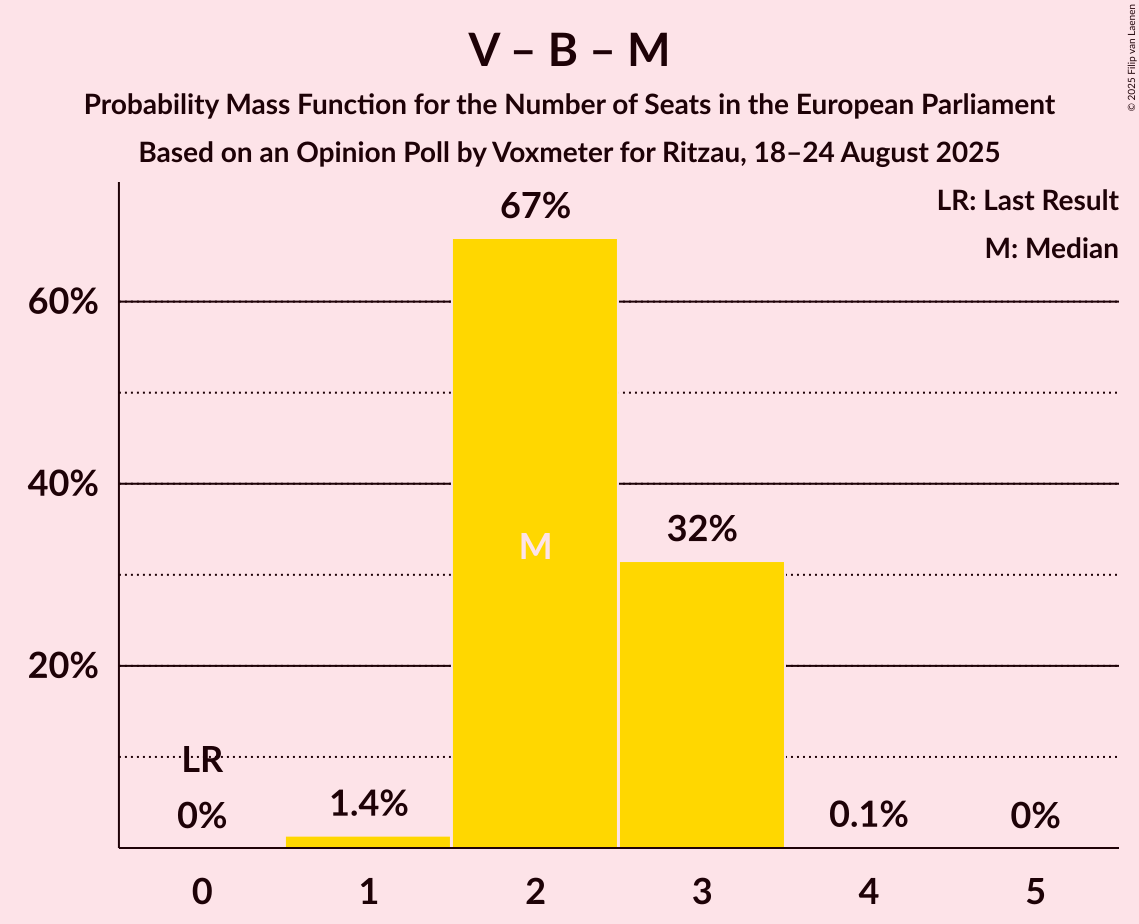 V – B – M
Probability Mass Function for the Number of Seats in the European Parliament
Based on an Opinion Poll by Voxmeter for Ritzau, 18–24 August 2025
© 2025 Filip van Laenen
LR: Last Result
M: Median
67%
60%
40%
32%
M
20%
LR
0%
1.4%
0.1%
0%
0 1 2 3 4 5